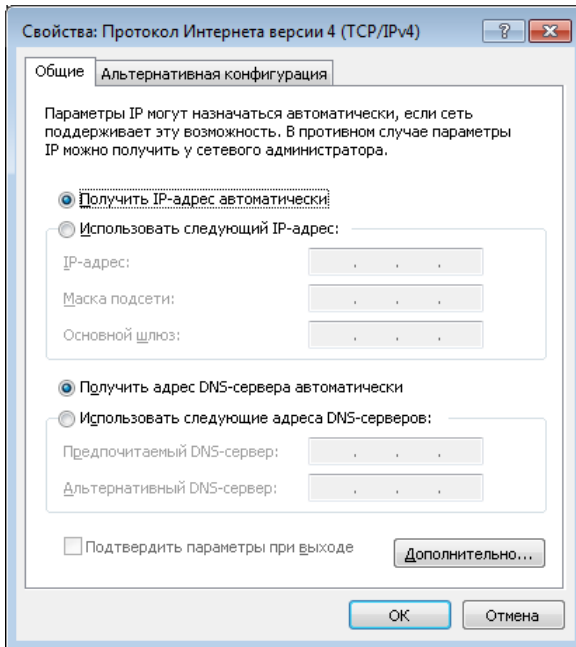 Свойства: Протокол Интернета версии 4 (TCP/IPv4)
Общие
Альтернативная конфигурация
Параметры IP могут назначаться автоматически, если сеть
поддерживает эту возможность. В противном случае параметры
IP можно получить у сетевого администратора.
Получить IP-адрес автоматически
Использовать следующий IP-адрес:
IP-адрес:
Маска подсети:
Основной шлюз:
Получить адрес DNS-сервера автоматически
Использовать следующие адреса DNS-серверов:
Предпочитаемый DNS-сервер:
Альтернативный DNS-сервер:
Подтвердить параметры при выходе
Дополнительно...
ОК
Отмена